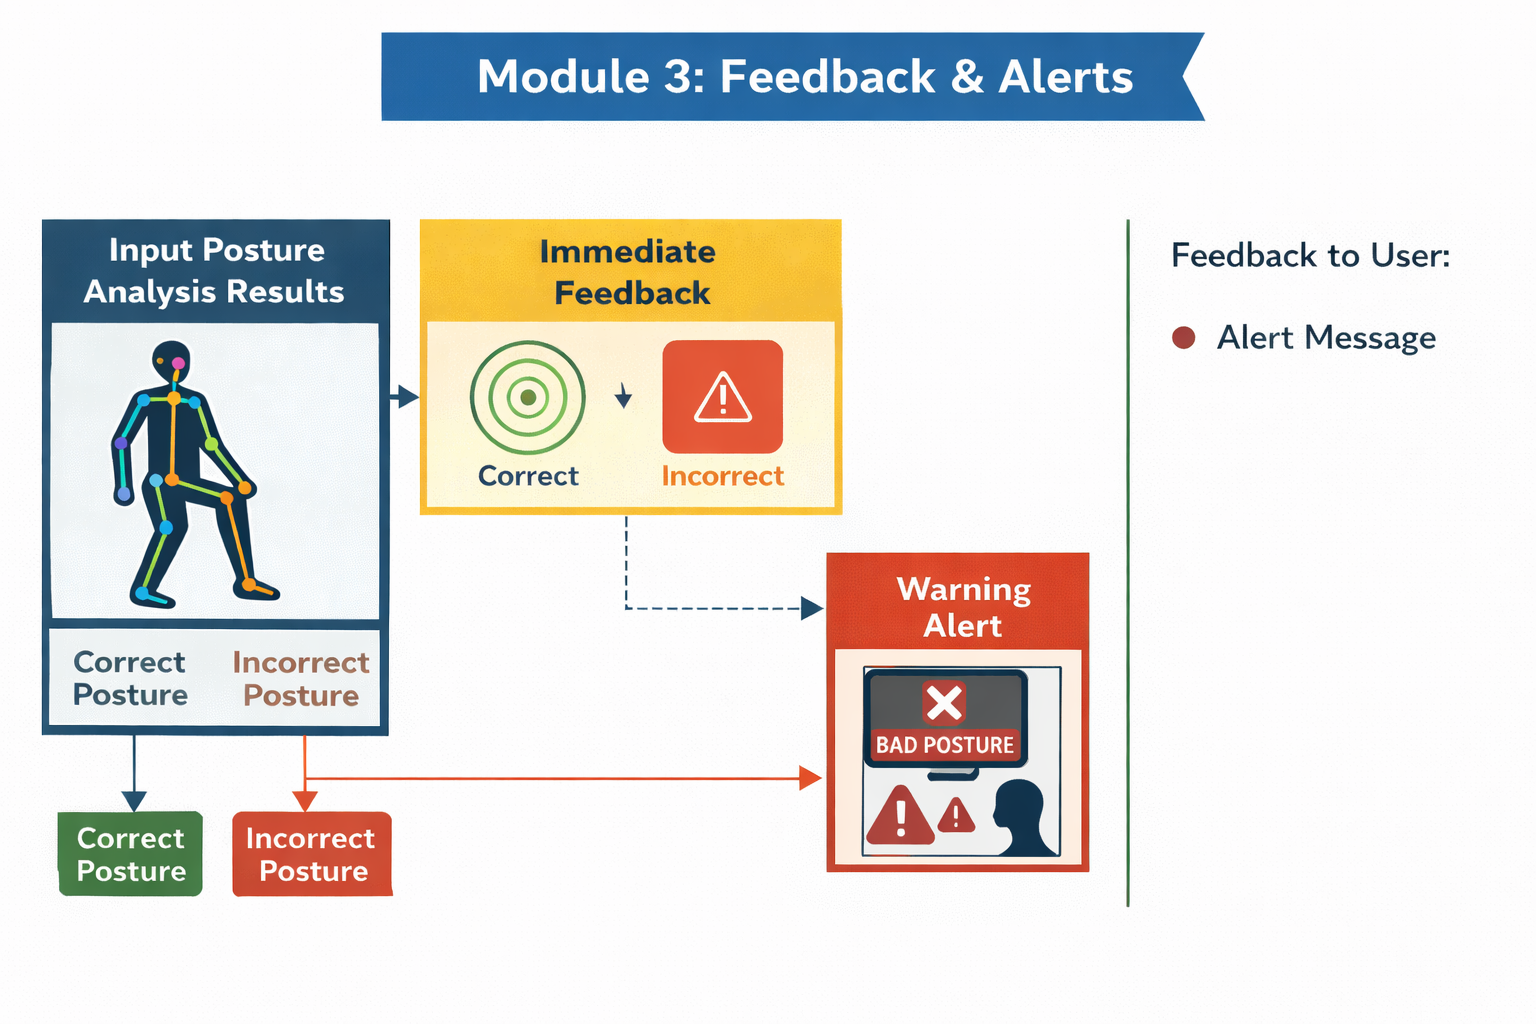 Module 3: Feedback & Alerts
Input Posture
Analysis Results
Correct
Posture
Incorrect
Posture
Correct
Posture
Incorrect
Posture
Immediate
Feedback
Correct
Incorrect
Warning
Alert
BAD POSTURE
Feedback to User:
Alert Message